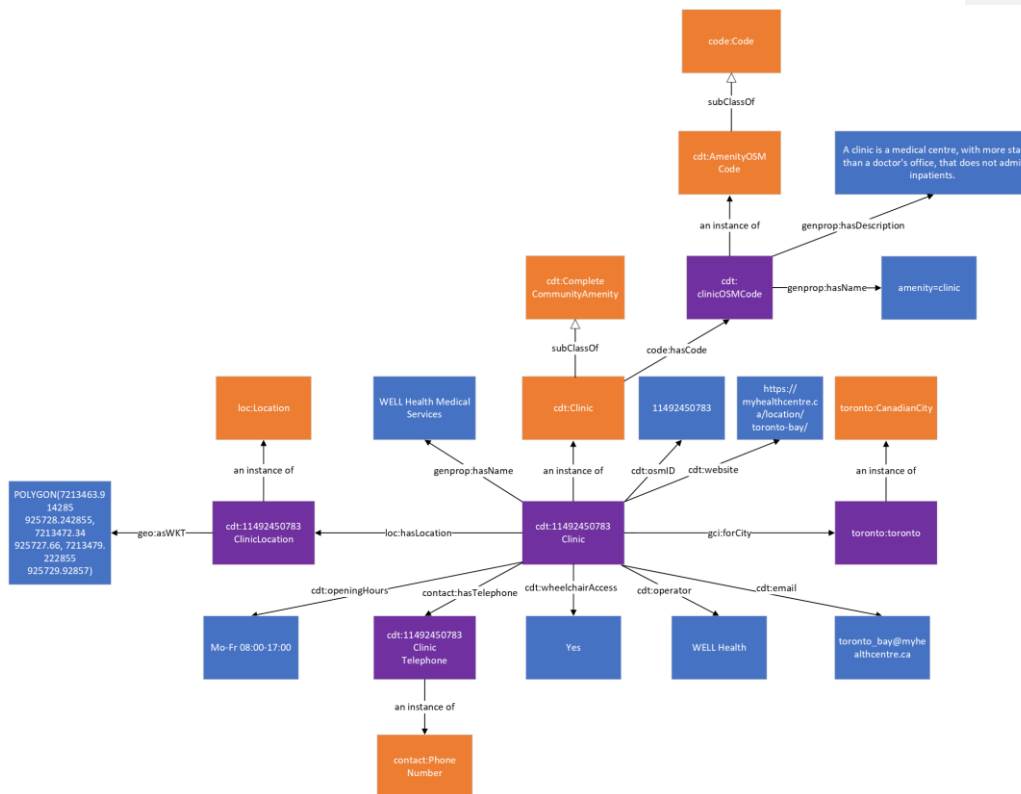 code:Code
subClassOf
cdt:AmenityOSM
Code
A clinic is a medical centre, with more sta
than a doctor's office, that does not admi
inpatients.
an instance of
genprop:hasDescription
cdt:
clinicOSMCode
genprop:hasName
amenity=clinic
cdt:Complete
CommunityAmenity
subClassOf
code:hasCode
loc:Location
WELL Health Medical
Services
cdt:Clinic
11492450783
https://
myhealthcentre.c
a/location/
toronto-bay/
toronto:CanadianCity
an instance of
genprop:hasName
an instance of
cdt:osmID
cdt:website
an instance of
POLYGON(7213463.9
14285
925728.242855,
7213472.34
925727.66, 7213479.
222855
925729.92857)
geo:asWKT
cdt:11492450783
ClinicLocation
loc:hasLocation
cdt:11492450783
Clinic
gci:forCity
toronto:toronto
cdt:openingHours
contact:hasTelephone
cdt:wheelchairAccess
cdt:operator
cdt:email
Mo-Fr 08:00-17:00
cdt:11492450783
Clinic
Telephone
Yes
WELL Health
toronto_bay@myhe
althcentre.ca
an instance of
contact:Phone
Number